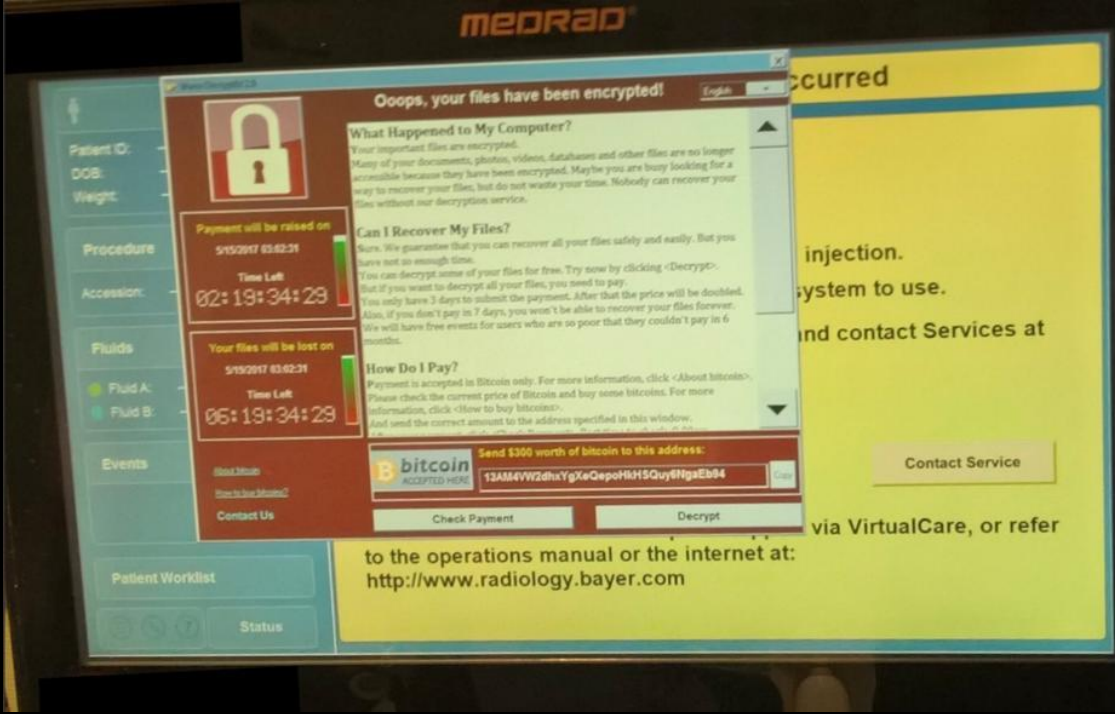 MEDRAD
Wana Decrypt0r 2.0
Ooops, your files have been encrypted!
English
What Happened to My Computer?
Your important files are encrypted.
Many of your documents, photos, videos, databases and other files are no longer
accessible because they have been encrypted. Maybe you are busy looking for a
way to recover your files, but do not waste your time. Nobody can recover your
files without our decryption service.
Can I Recover My Files?
Sure. We guarantee that you can recover all your files safely and easily. But you
have not so enough time.
You can decrypt some of your files for free. Try now by clicking <Decrypt>.
But if you want to decrypt all your files, you need to pay.
You only have 3 days to submit the payment. After that the price will be doubled.
Also, if you don't pay in 7 days, you won't be able to recover your files forever.
We will have free events for users who are so poor that they couldn't pay in 6
months.
How Do I Pay?
Payment is accepted in Bitcoin only. For more information, click <About bitcoin>.
Please check the current price of Bitcoin and buy some bitcoins. For more
information, click <How to buy bitcoins>.
And send the correct amount to the address specified in this window.
Payment will be raised on
5/15/2017 03:02:31
Time Left
02:19:34:29
Your files will be lost on
5/19/2017 03:02:31
Time Left
06:19:34:29
About bitcoin
How to buy bitcoins?
Contact Us
bitcoin
ACCEPTED HERE
Send $300 worth of bitcoin to this address:
13AM4VW2dhxYgXeQepoHkHSQuy6NgaEb94
Copy
Check Payment
Decrypt
Patient ID:
DOB:
Weight:
Procedure
Accession:
Fluids
Fluid A:
Fluid B:
Events
Patient Worklist
Status
ccurred
injection.
system to use.
and contact Services at
Contact Service
via VirtualCare, or refer
to the operations manual or the internet at:
http://www.radiology.bayer.com